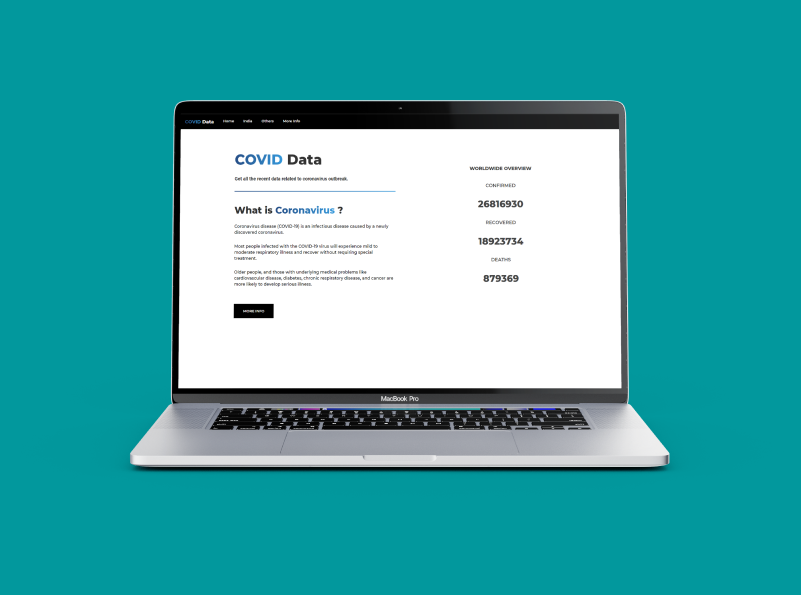 COVID Data Home India Others More Info
COVID Data
Get all the recent data related to coronavirus outbreak.
What is Coronavirus ?
Coronavirus disease (COVID-19) is an infectious disease caused by a newly
discovered coronavirus.
Most people infected with the COVID-19 virus will experience mild to
moderate respiratory illness and recover without requiring special
treatment.
Older people, and those with underlying medical problems like
cardiovascular disease, diabetes, chronic respiratory disease, and cancer are
more likely to develop serious illness.
MORE INFO
WORLDWIDE OVERVIEW
CONFIRMED
26816930
RECOVERED
18923734
DEATHS
879369
MacBook Pro